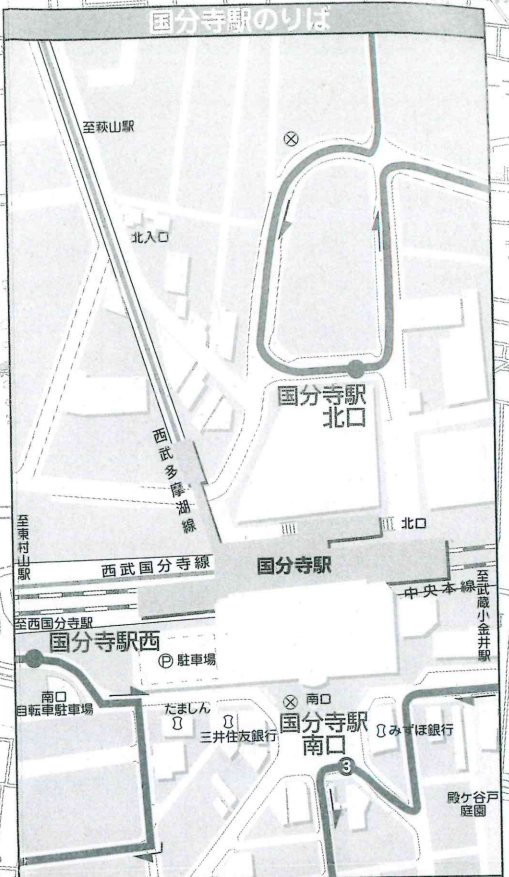 国分寺駅のりば
至萩山駅
北入口
国分寺駅
北口
西武多摩湖線
北口
至東村山駅
西武国分寺線
国分寺駅
中央本線
至武蔵小金井駅
至西国分寺駅
国分寺駅西
Ⓟ 駐車場
南口
自転車駐車場
たましん
三井住友銀行
南口
国分寺駅
南口
みずほ銀行
3
殿ケ谷戸
庭園